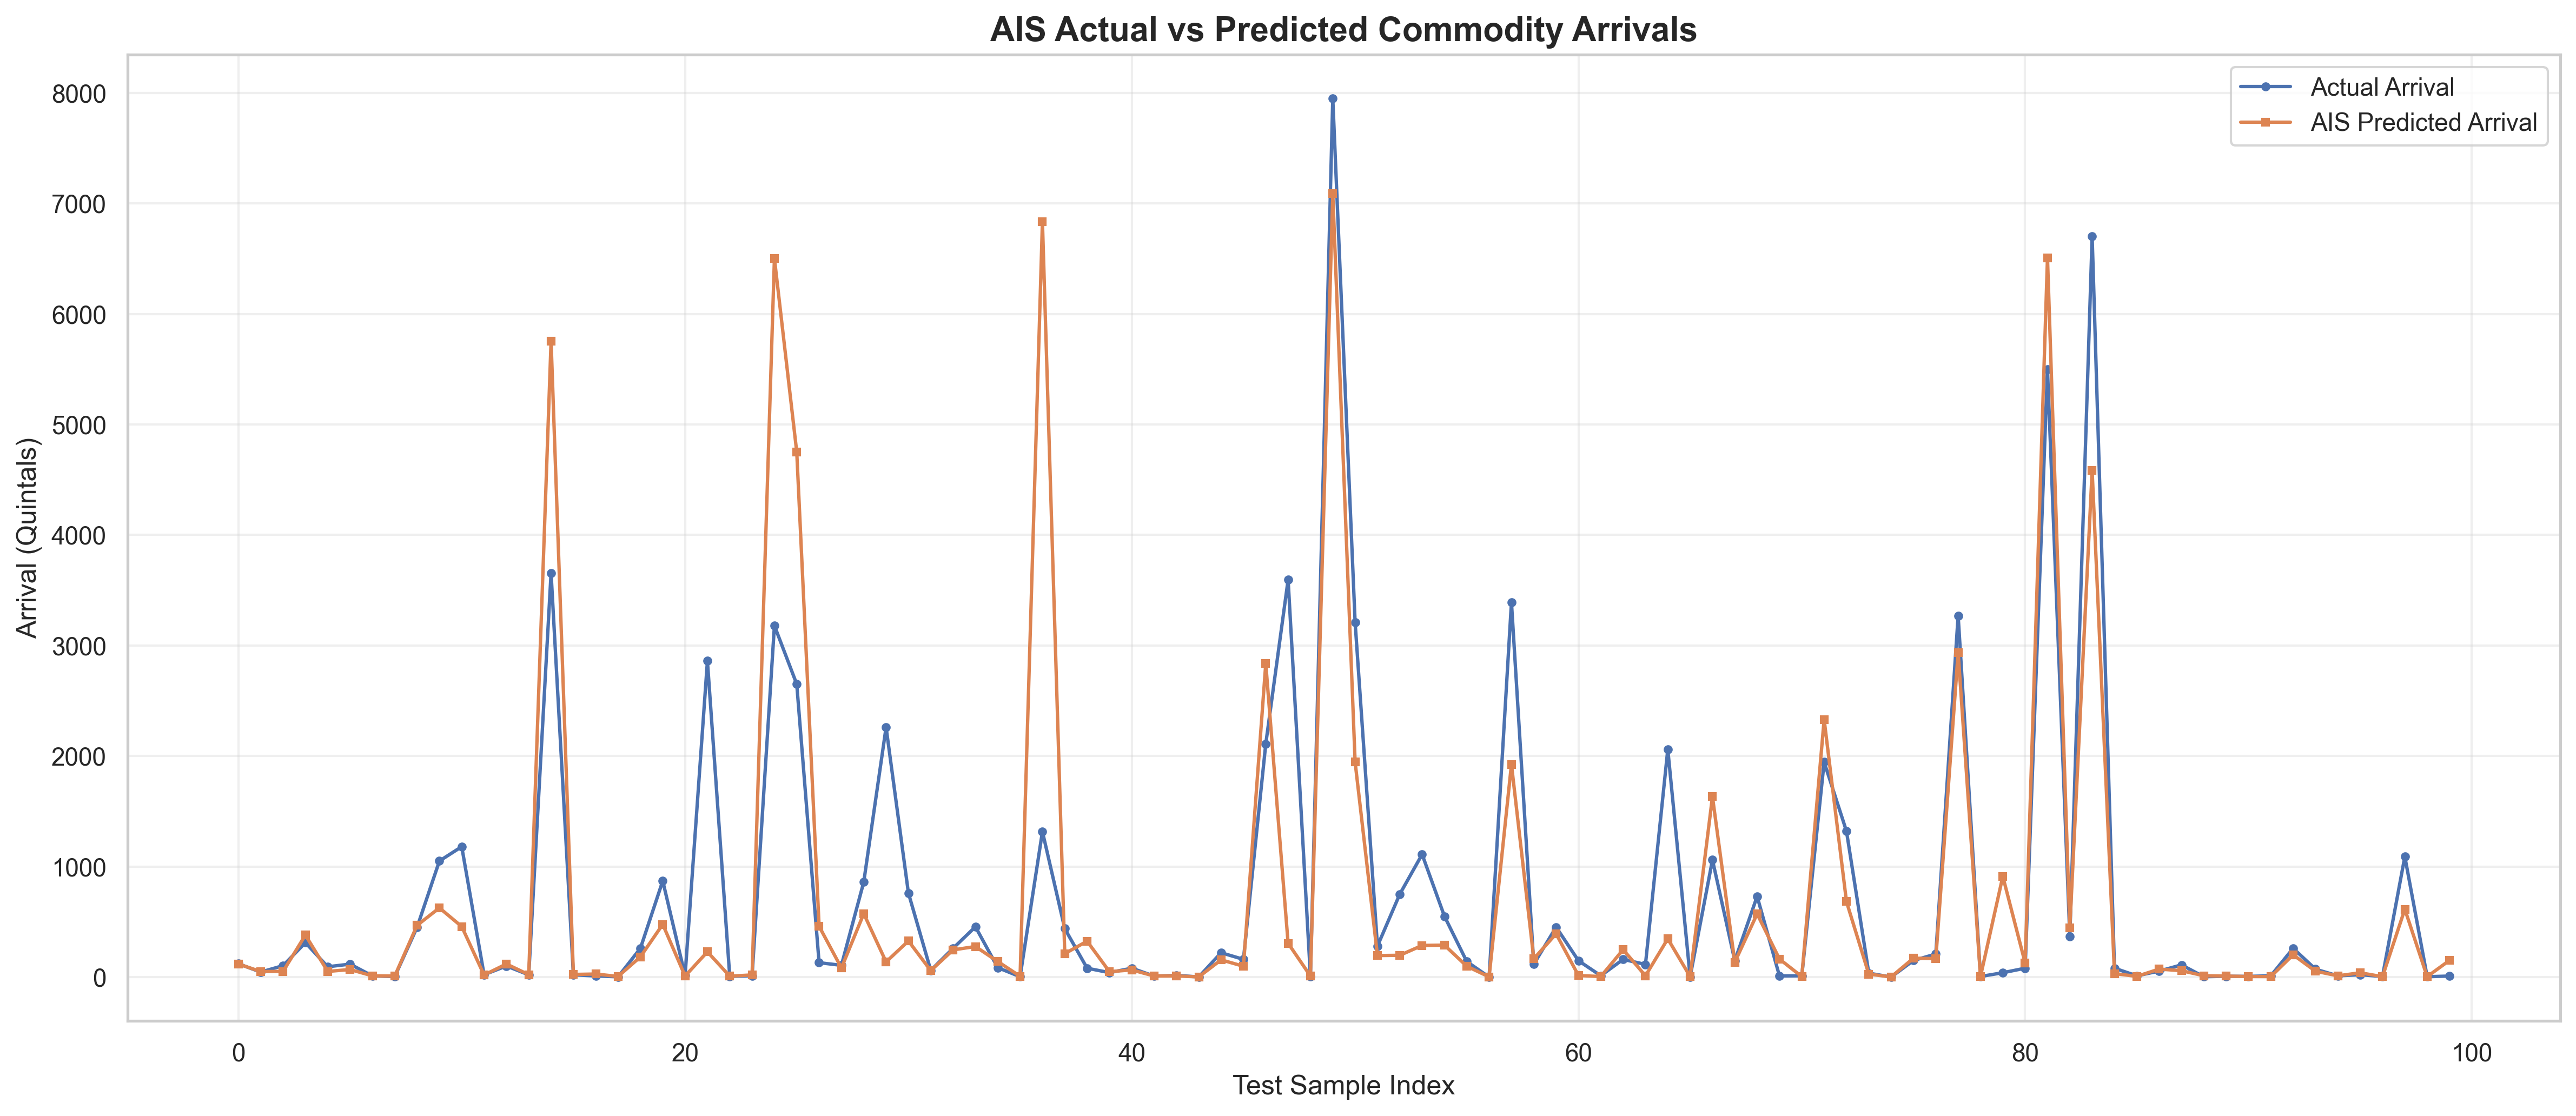 AIS Actual vs Predicted Commodity Arrivals
Actual Arrival
AIS Predicted Arrival
Arrival (Quintals)
8000
7000
6000
5000
4000
3000
2000
1000
0
0 20 40 60 80 100
Test Sample Index